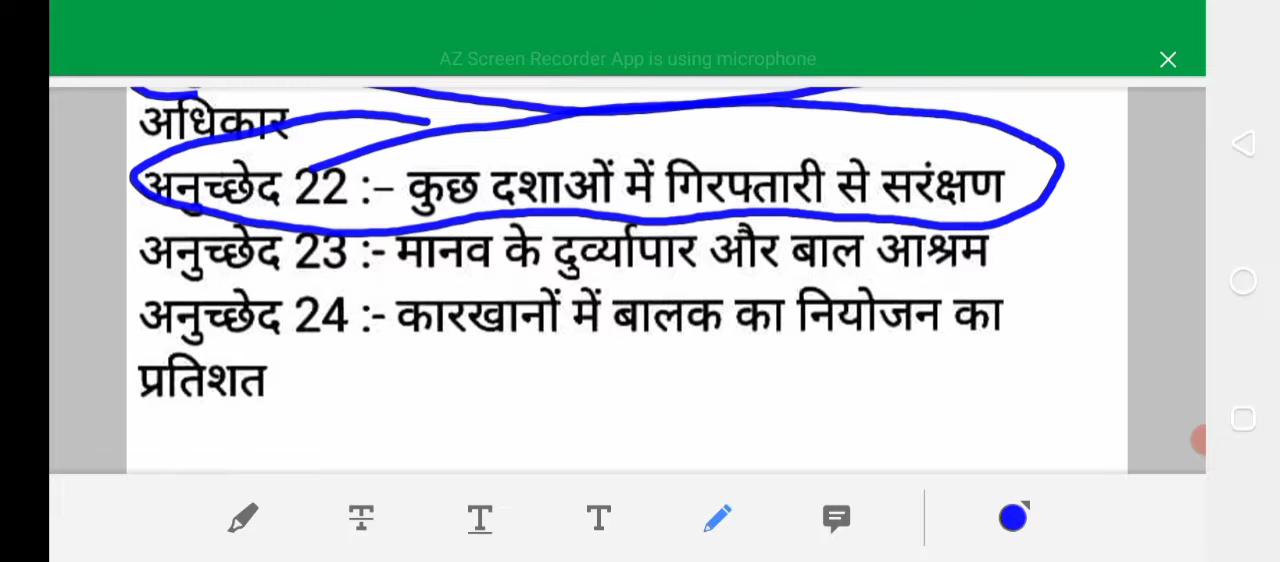 AZ Screen Recorder App is using microphone
अधिकार
अनुच्छेद 22 :– कुछ दशाओं में गिरफ्तारी से सरंक्षण
अनुच्छेद 23 :- मानव के दुर्व्यापार और बाल आश्रम
अनुच्छेद 24 :- कारखानों में बालक का नियोजन का
प्रतिशत